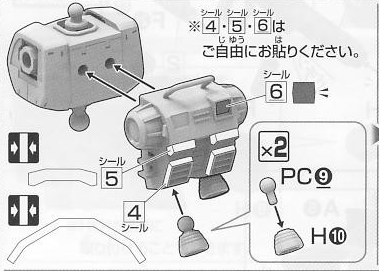 シール シール シール
※4・5・6は
じゆう は
ご自由にお貼りください。
シール
6
×2
シール
5
PC9
4
シール
H10